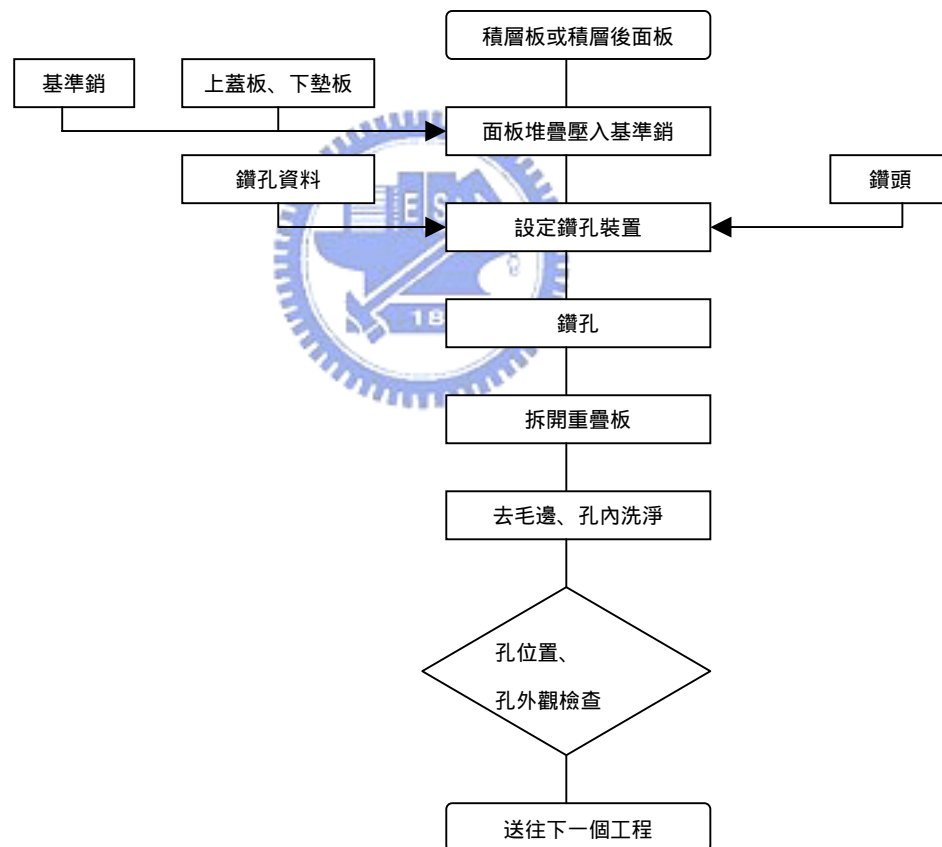 積層板或積層後面板
基準銷
上蓋板、下墊板
面板堆疊壓入基準銷
鑽孔資料
鑽頭
設定鑽孔裝置
鑽孔
拆開重疊板
去毛邊、孔內洗淨
孔位置、
孔外觀檢查
送往下一個工程
E S
18